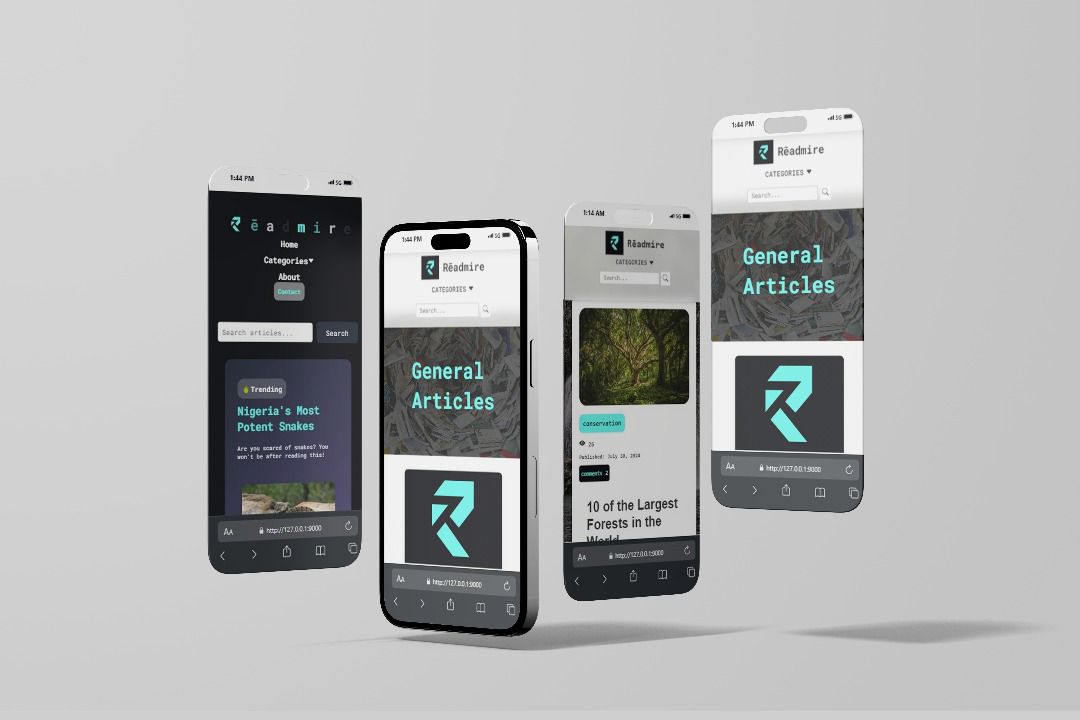 1:44 PM
5G
ē a d m i r e
Home
Categories▼
About
Contact
Search articles...
Search
Trending
Nigeria's Most
Potent Snakes
Are you scared of snakes? You
won't be after reading this!
AA
http://127.0.0.1:9000
1:44 PM
5G
Rēadmire
CATEGORIES ▼
Search...
General
Articles
AA
http://127.0.0.1:9000
1:14 AM
5G
Rēadmire
CATEGORIES ▼
Search...
conservation
26
Published: July 20, 2024
comments 2
10 of the Largest
Forests in the
World
AA
http://127.0.0.1:9000
1:44 PM
5G
Rēadmire
CATEGORIES ▼
Search...
General
Articles
AA
http://127.0.0.1:9000